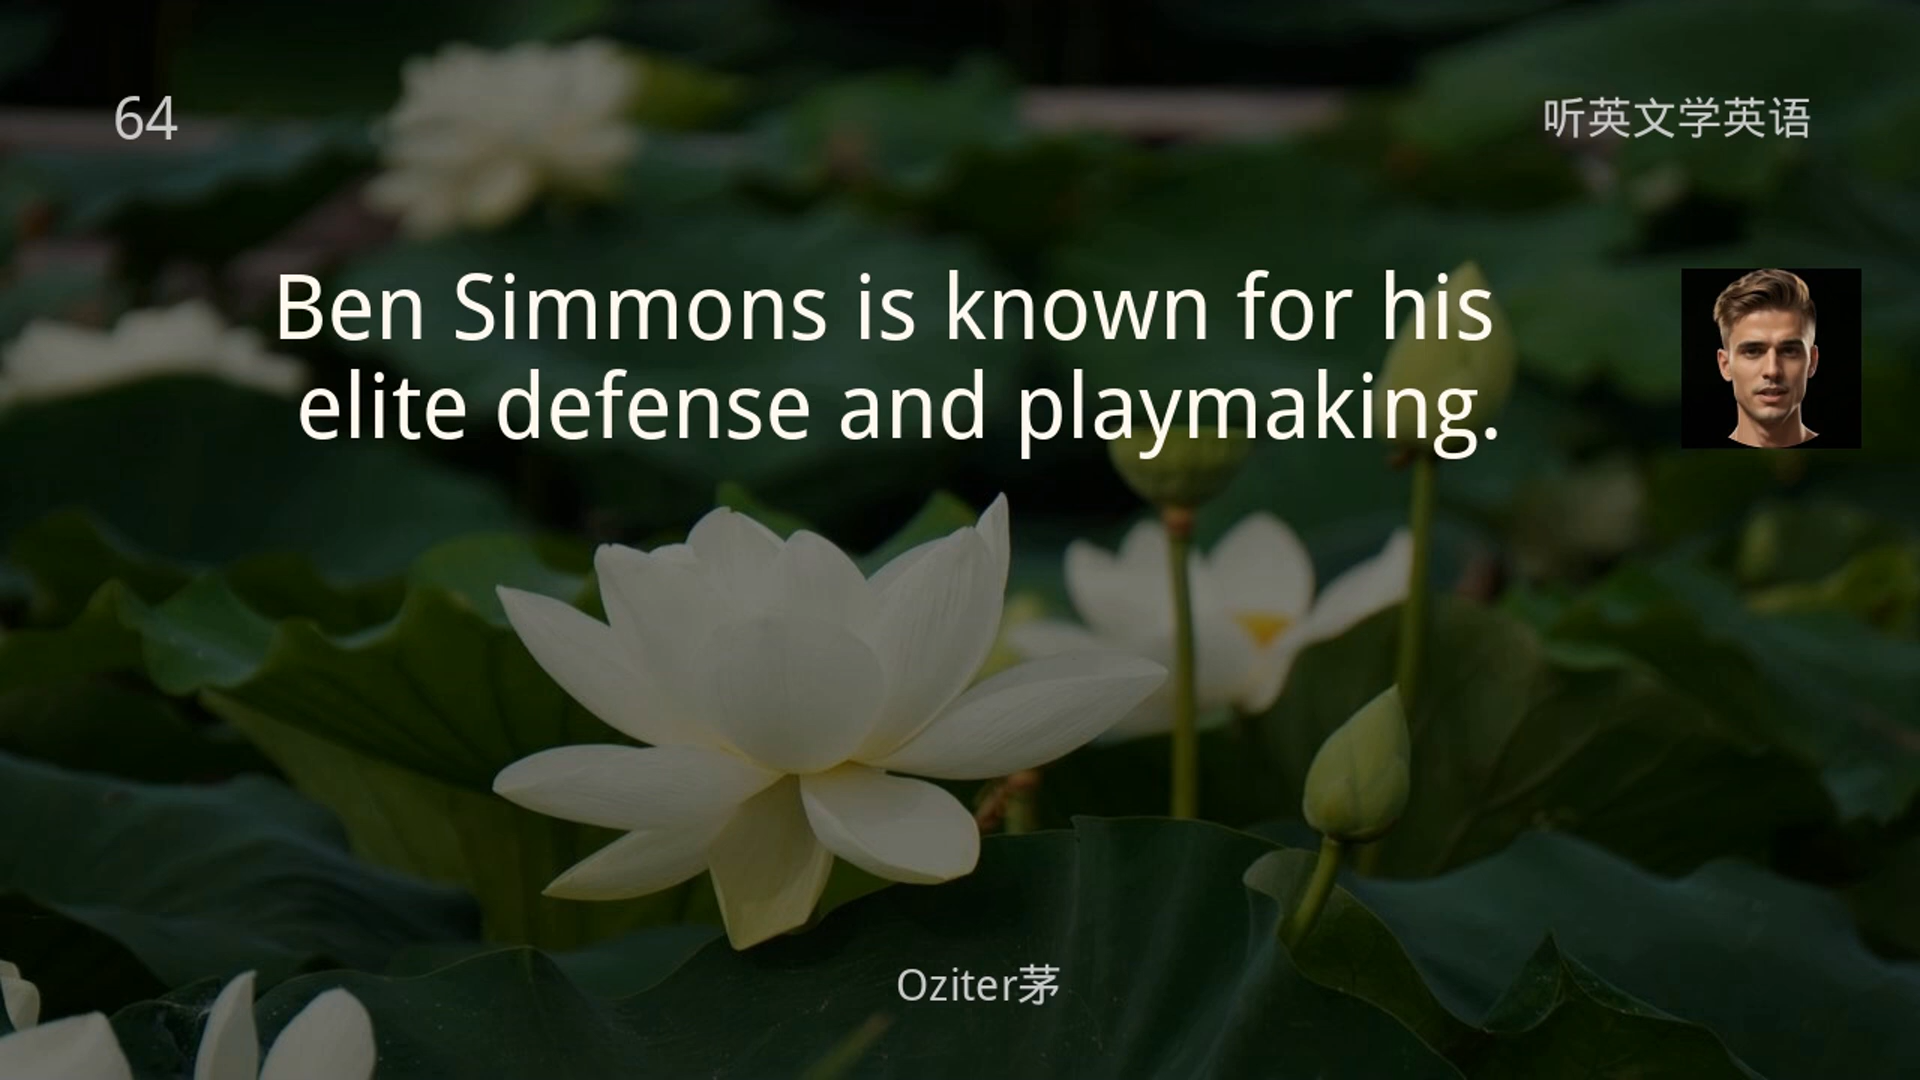 64
听英文学英语
Ben Simmons is known for his
elite defense and playmaking.
Oziter茅